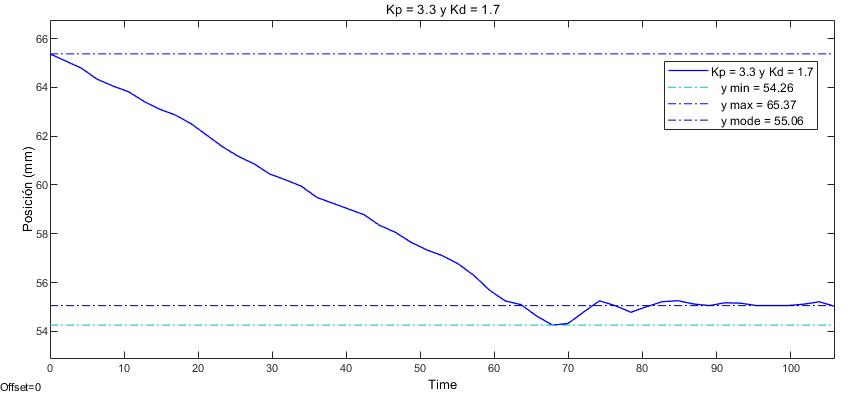 Kp = 3.3 y Kd = 1.7
66
64
62
60
58
56
54
Posición (mm)
Kp = 3.3 y Kd = 1.7
y min = 54.26
y max = 65.37
y mode = 55.06
0 10 20 30 40 50 60 70 80 90 100
Time
Offset=0